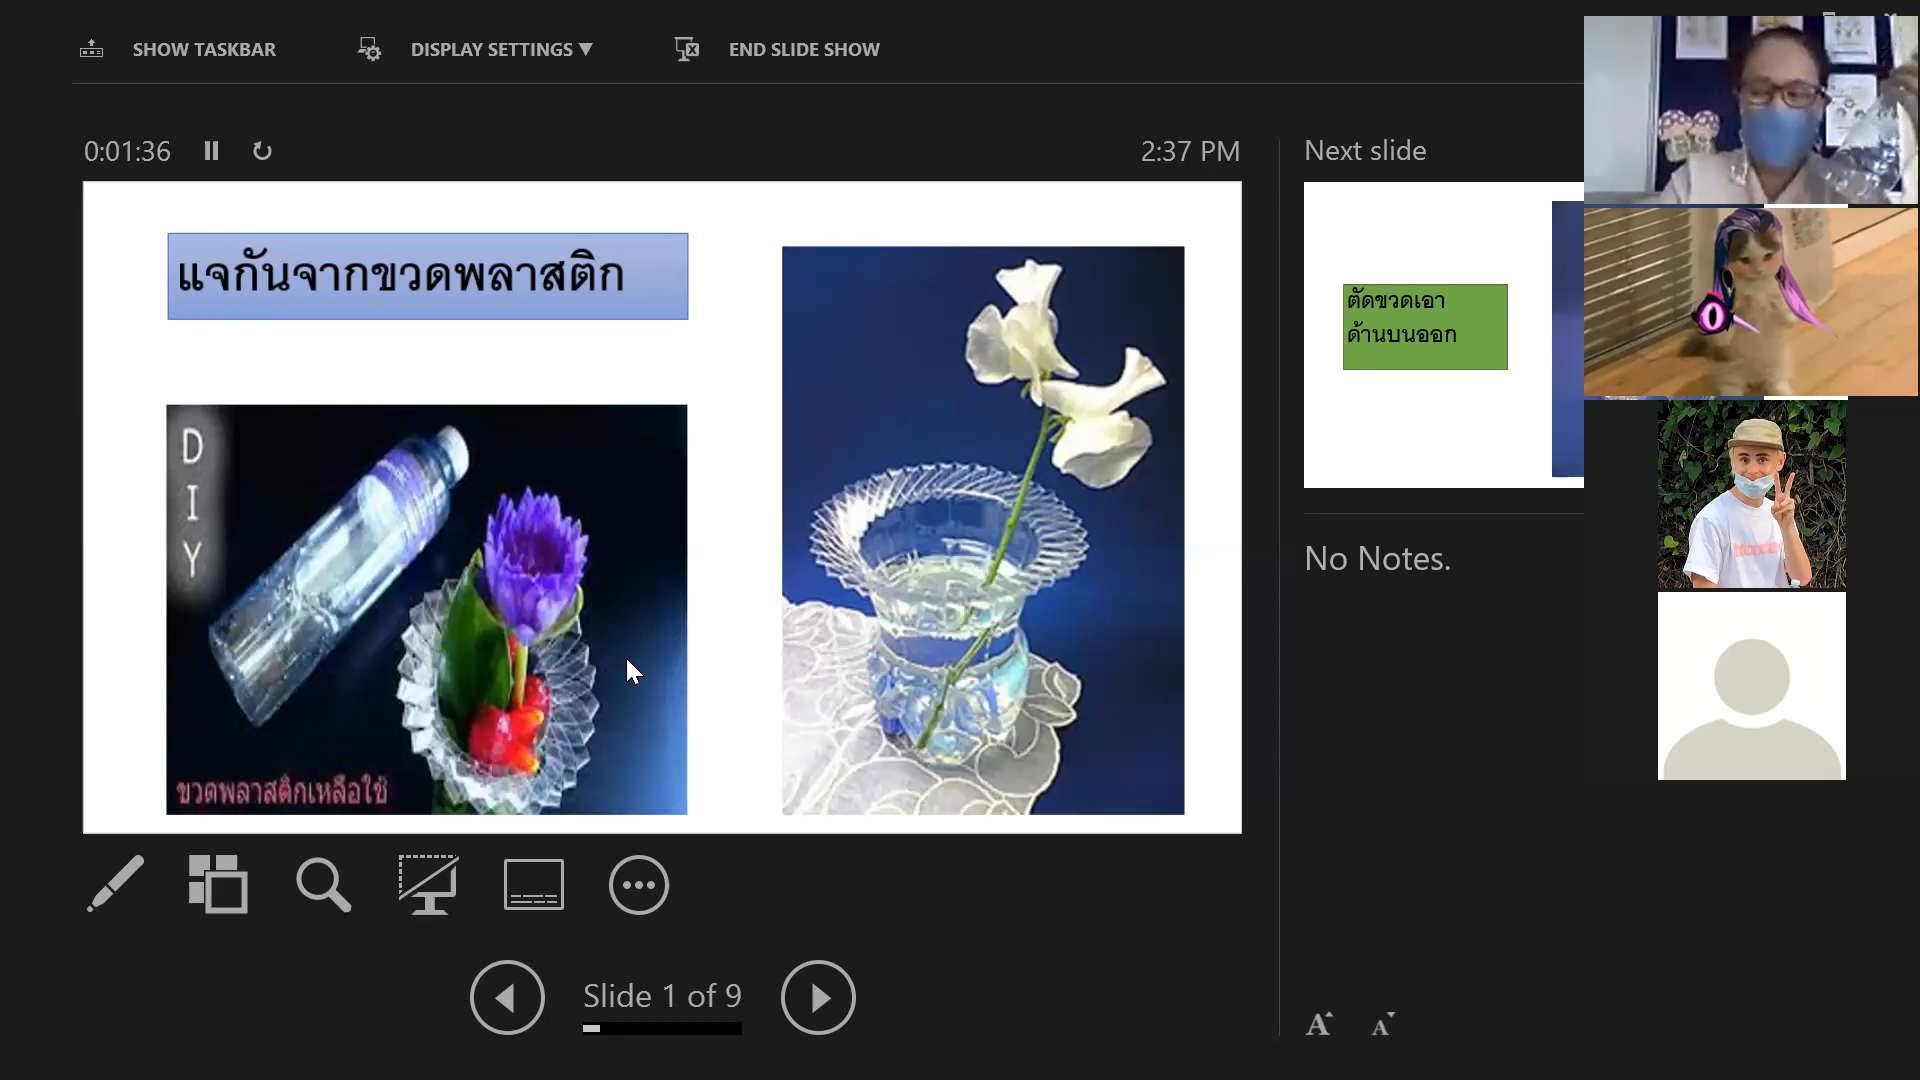 SHOW TASKBAR
DISPLAY SETTINGS ▼
END SLIDE SHOW
0:01:36
2:37 PM
Next slide
แจกันจากขวดพลาสติก
D
I
Y
ขวดพลาสติกเหลือใช้
ตัดขวดเอา
ด้านบนออก
No Notes.
Slide 1 of 9
A
A